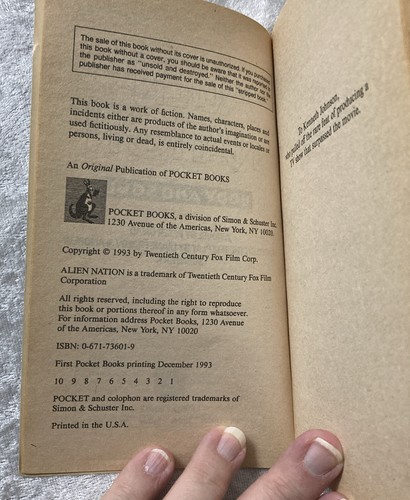 The sale of this book without its cover is unauthorized. If you purchased
this book without a cover, you should be aware that it was reported to
the publisher as "unsold and destroyed." Neither the author nor the
publisher has received payment for the sale of this "stripped book."
This book is a work of fiction. Names, characters, places and
incidents either are products of the author's imagination or are
used fictitiously. Any resemblance to actual events or locales or
persons, living or dead, is entirely coincidental.
An Original Publication of POCKET BOOKS
POCKET BOOKS, a division of Simon & Schuster Inc.
1230 Avenue of the Americas, New York, NY 10020
Copyright © 1993 by Twentieth Century Fox Film Corp.
ALIEN NATION is a trademark of Twentieth Century Fox Film
Corporation
All rights reserved, including the right to reproduce
this book or portions thereof in any form whatsoever.
For information address Pocket Books, 1230 Avenue
of the Americas, New York, NY 10020
ISBN: 0-671-73601-9
First Pocket Books printing December 1993
10 9 8 7 6 5 4 3 2 1
POCKET and colophon are registered trademarks of
Simon & Schuster Inc.
Printed in the U.S.A.
To Kenneth Johnson,
who pulled off the rare feat of producing a
TV show that surpassed the movie.